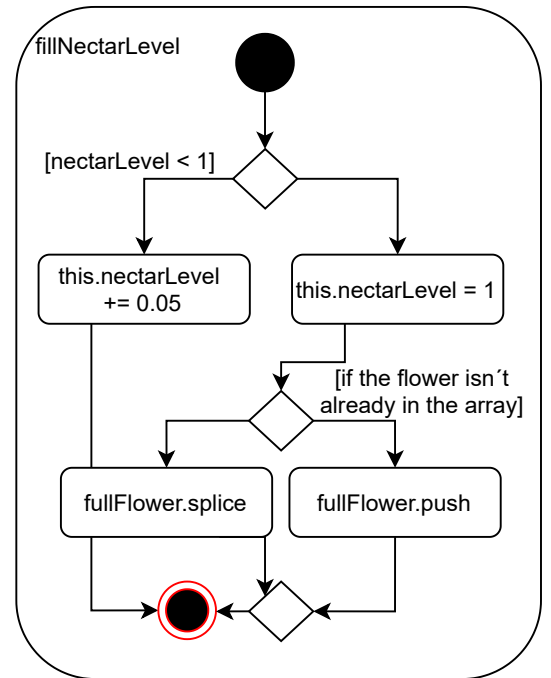 fillNectarLevel
[nectarLevel < 1]
this.nectarLevel
+= 0.05
this.nectarLevel = 1
[if the flower isn´t
already in the array]
fullFlower.splice
fullFlower.push